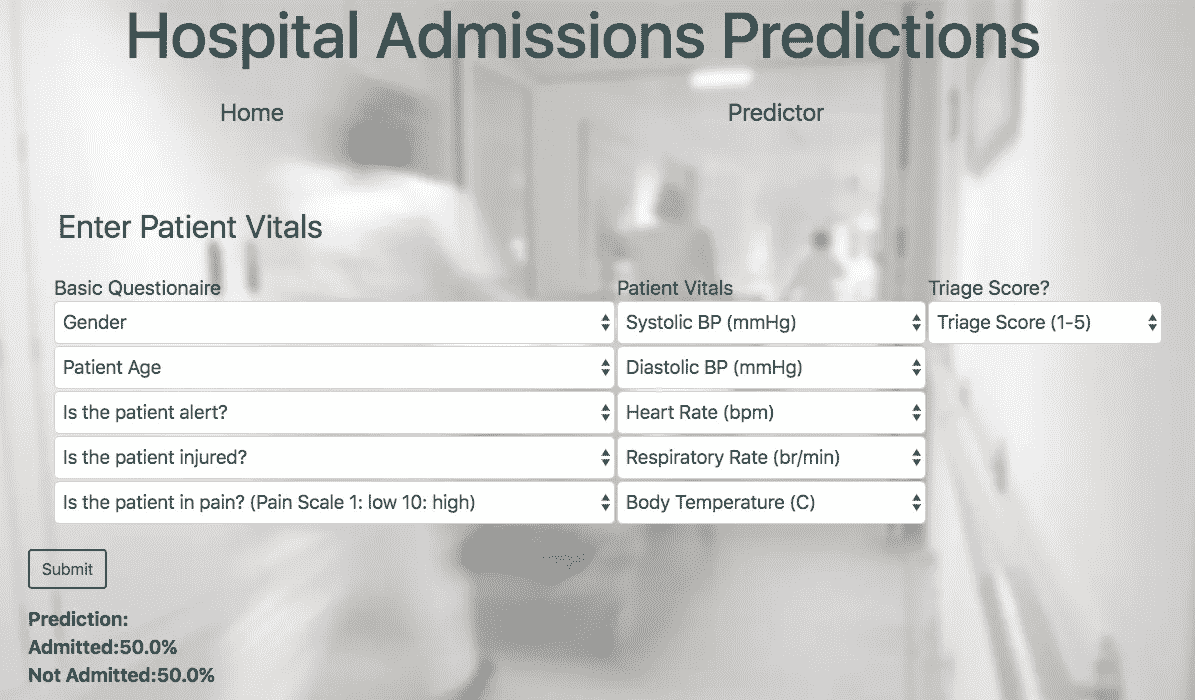 Hospital Admissions Predictions
Home Predictor
Enter Patient Vitals
Basic Questionaire Patient Vitals Triage Score?
Gender Systolic BP (mmHg) Triage Score (1-5)
Patient Age Diastolic BP (mmHg)
Is the patient alert? Heart Rate (bpm)
Is the patient injured? Respiratory Rate (br/min)
Is the patient in pain? (Pain Scale 1: low 10: high) Body Temperature (C)
Submit
Prediction:
Admitted:50.0%
Not Admitted:50.0%